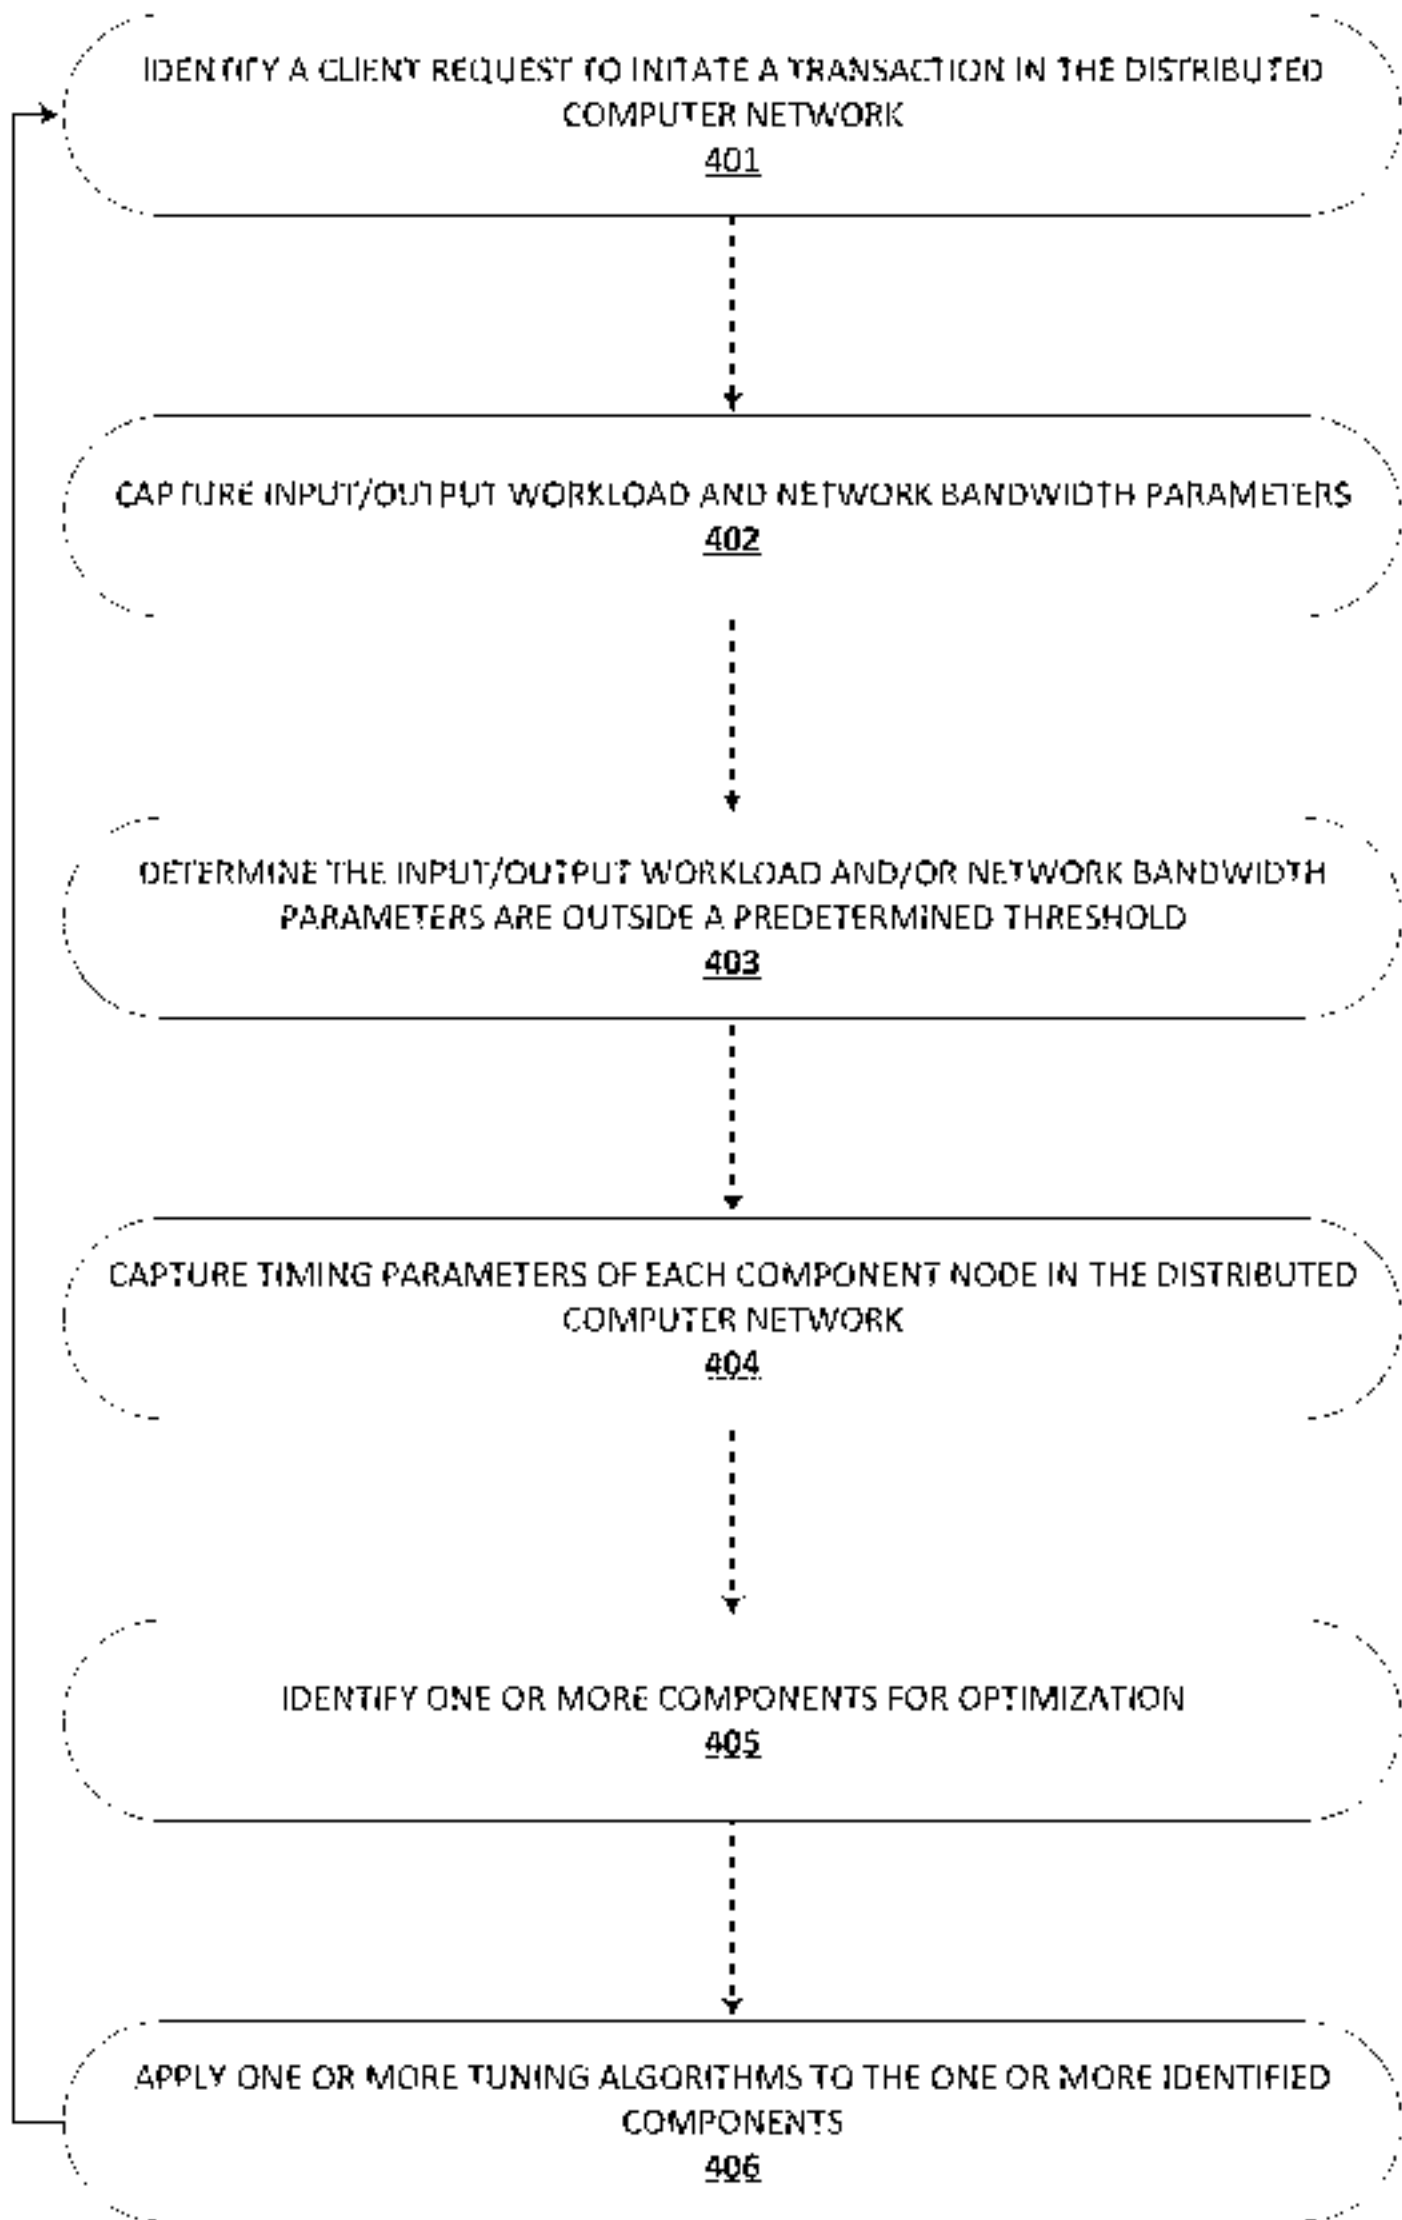 IDENTIFY A CLIENT REQUEST TO INITATE A TRANSACTION IN THE DISTRIBUTED
COMPUTER NETWORK
401
CAPTURE INPUT/OUTPUT WORKLOAD AND NETWORK BANDWIDTH PARAMETERS
402
DETERMINE THE INPUT/OUTPUT WORKLOAD AND/OR NETWORK BANDWIDTH
PARAMETERS ARE OUTSIDE A PREDETERMINED THRESHOLD
403
CAPTURE TIMING PARAMETERS OF EACH COMPONENT NODE IN THE DISTRIBUTED
COMPUTER NETWORK
404
IDENTIFY ONE OR MORE COMPONENTS FOR OPTIMIZATION
405
APPLY ONE OR MORE TUNING ALGORITHMS TO THE ONE OR MORE IDENTIFIED
COMPONENTS
406